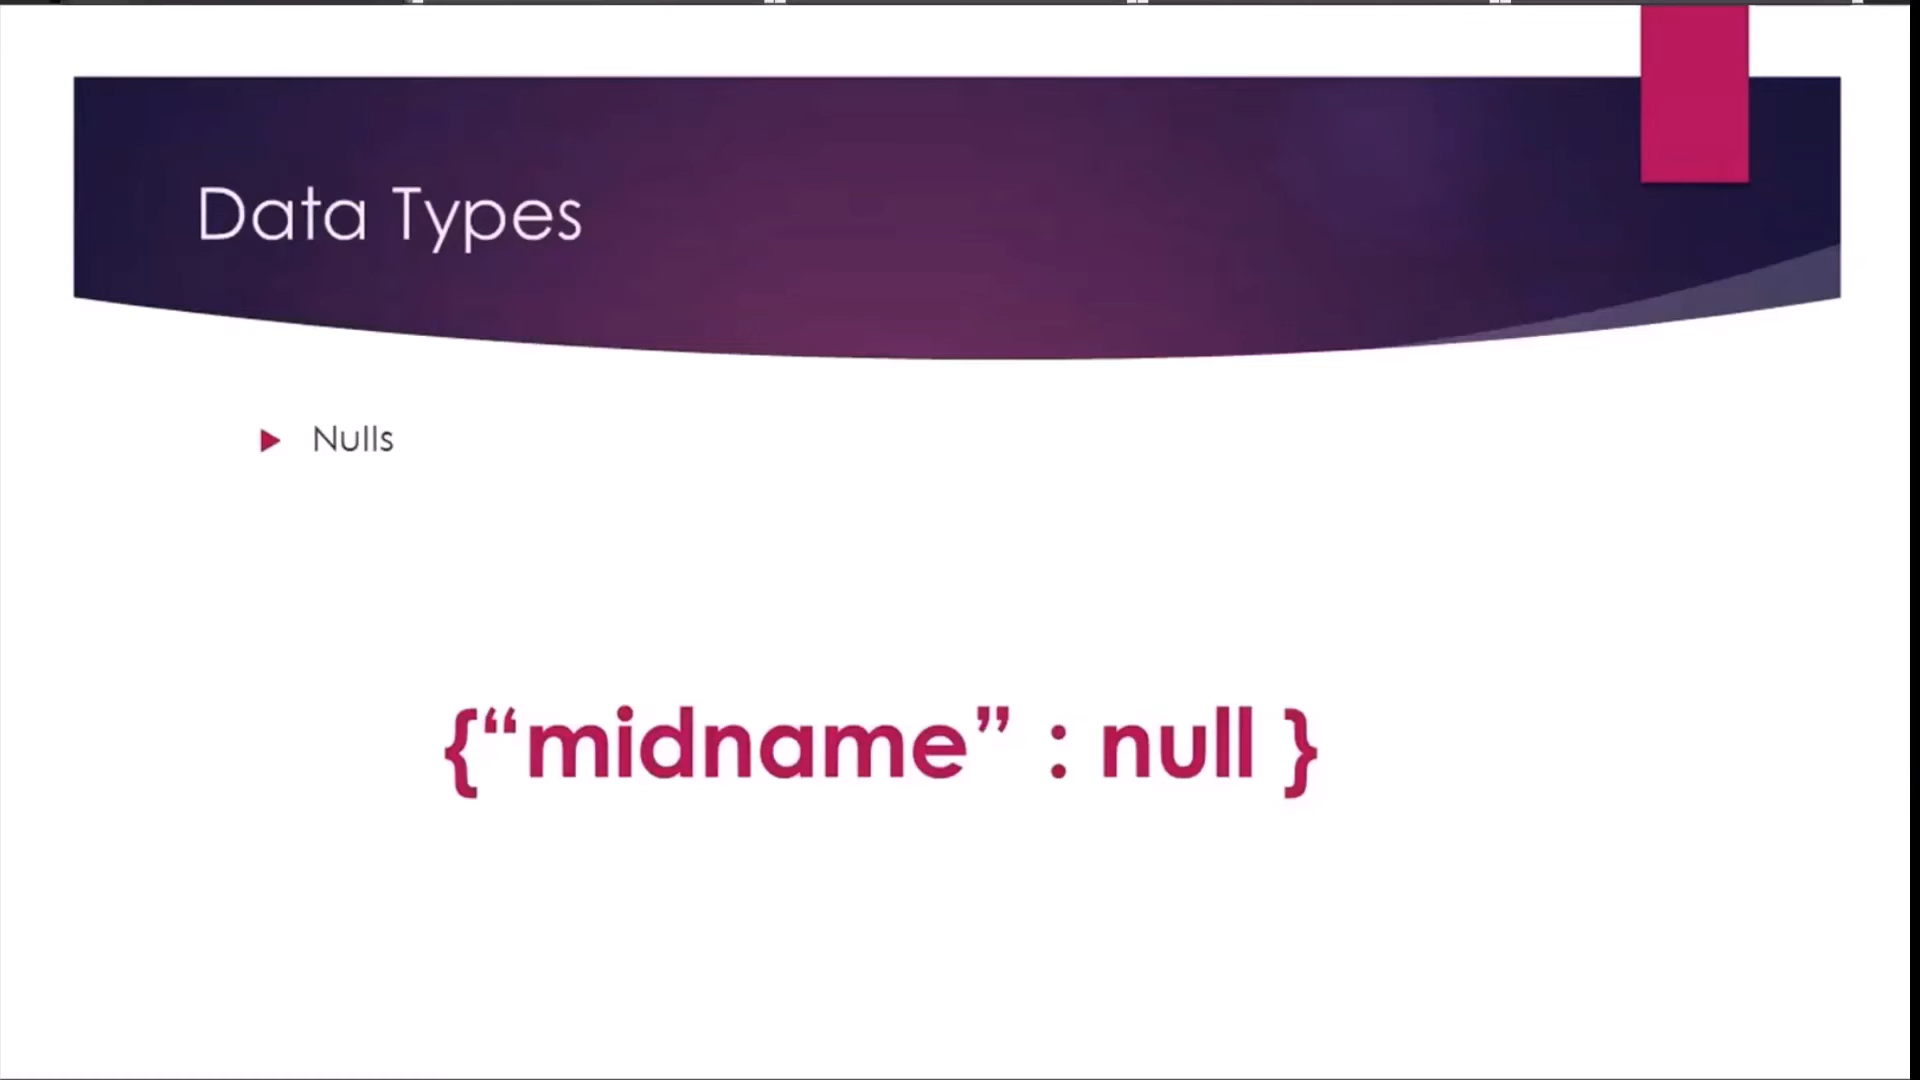 Data Types
Nulls
{“midname” : null }